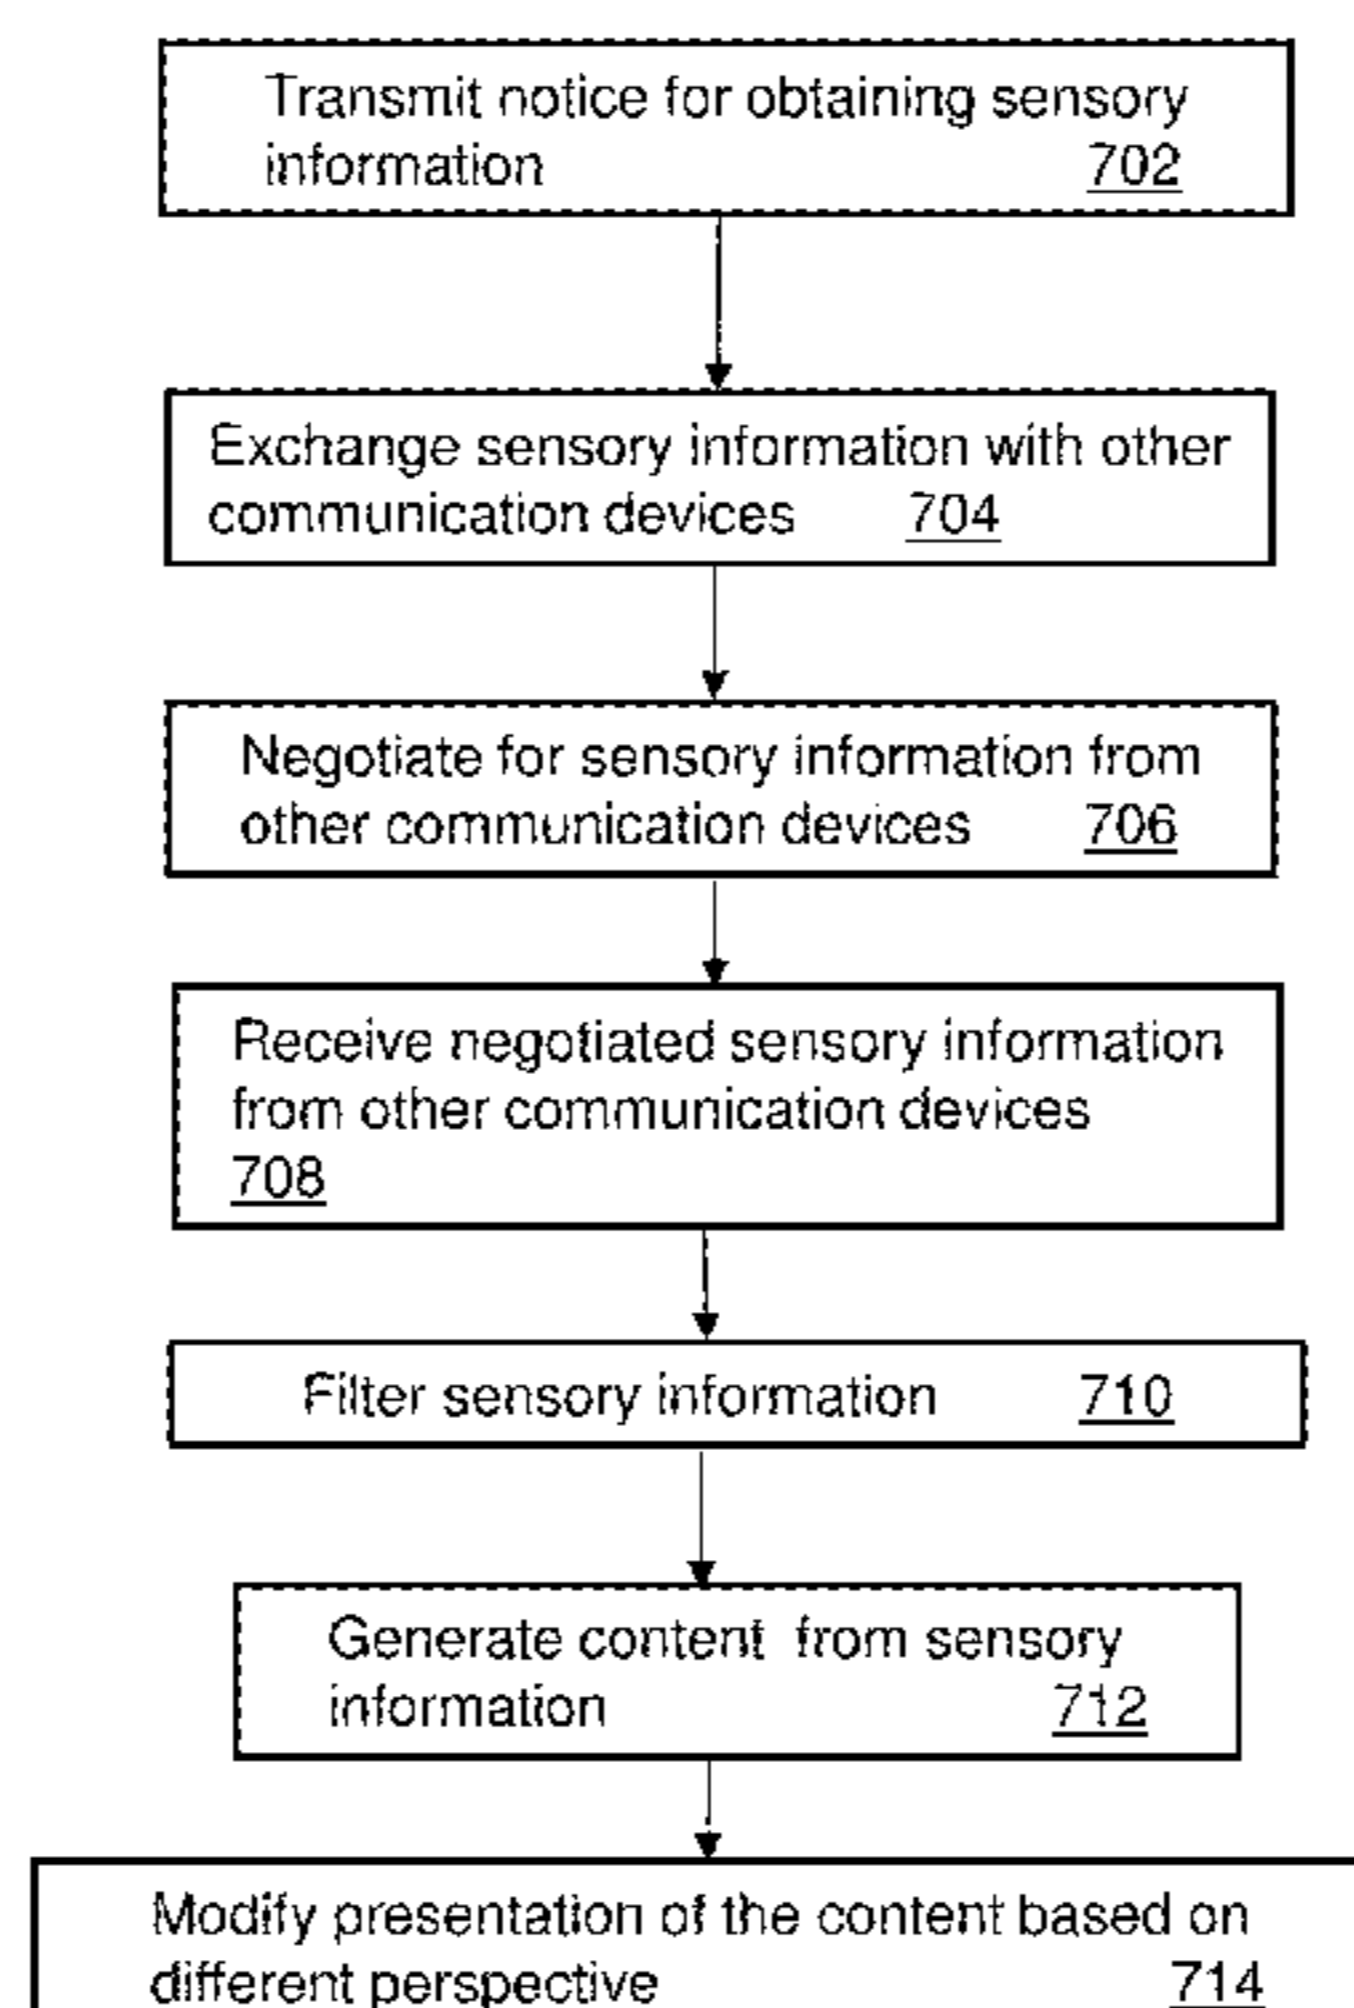 Transmit notice for obtaining sensory
information 702
Exchange sensory information with other
communication devices 704
Negotiate for sensory information from
other communication devices 706
Receive negotiated sensory information
from other communication devices
708
Filter sensory information 710
Generate content from sensory
information 712
Modify presentation of the content based on
different perspective 714